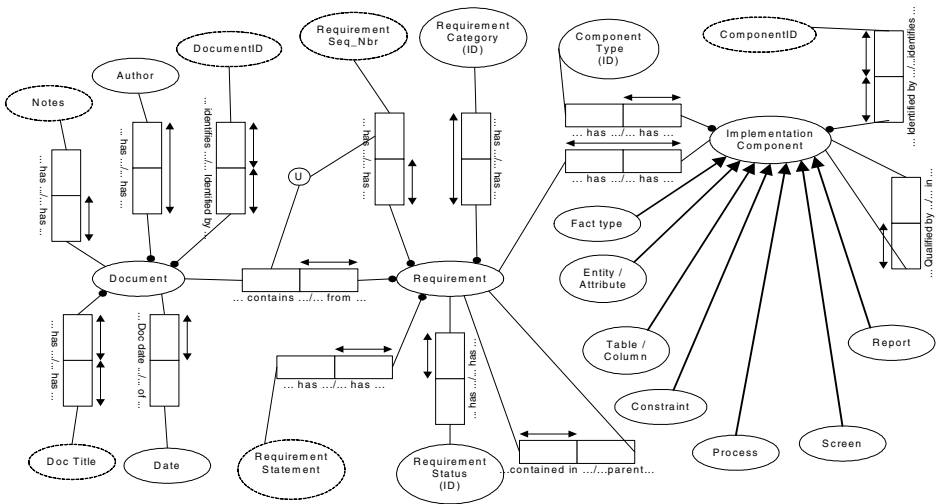 Requirement
Seq_Nbr
Requirement
Category
(ID)
Component
Type
(ID)
ComponentID
DocumentID
Author
Notes
... has .../... has ...
... has .../... has ...
... identifies .../... Identified by ...
... has .../... has ...
... has .../... has ...
U
... has .../... has ...
... has .../... has ...
... Identified by .../...identifies ...
Implementation
Component
... Qualified by .../... in ...
Fact type
Document
Requirement
Entity /
Attribute
... contains .../... from ...
... has .../... has ...
... Doc date .../... of ...
... has .../... has ...
... has .../... has ...
Table /
Column
Report
Constraint
Doc Title
Date
Requirement
Statement
Requirement
Status
(ID)
...contained in .../...parent...
Process
Screen